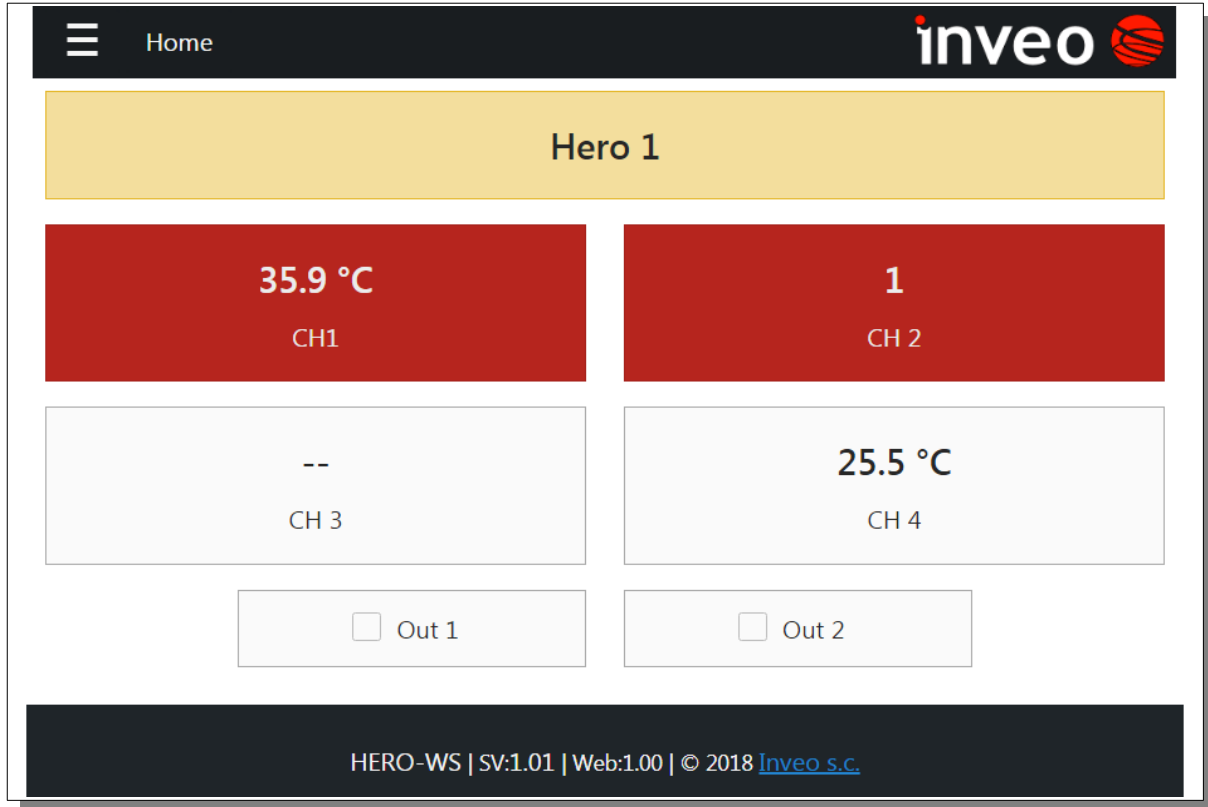 Home
inveo
Hero 1
35.9 °C
CH1
1
CH 2
--
CH 3
25.5 °C
CH 4
Out 1
Out 2
HERO-WS | SV:1.01 | Web:1.00 | © 2018 Inveo s.c.